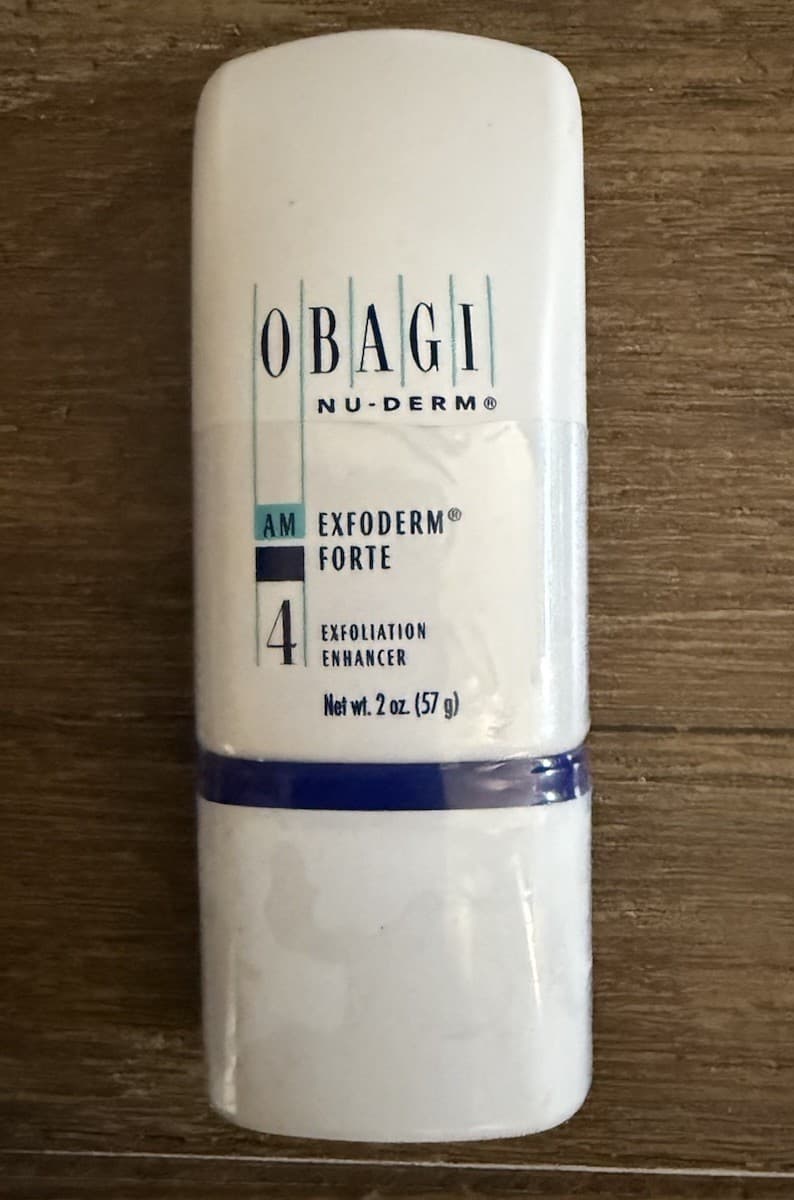 OBAGI
NU-DERM®
AM EXFODERM®
FORTE
4 EXFOLIATION
ENHANCER
Net wt. 2 oz. (57 g)